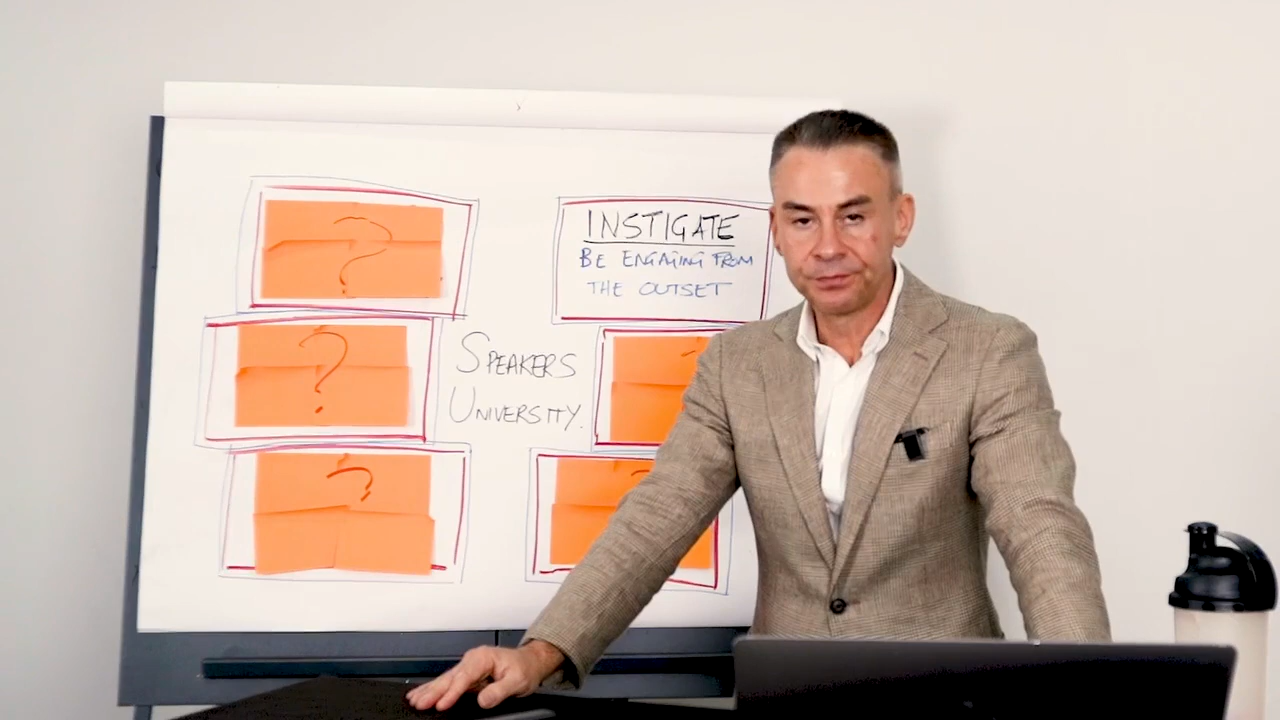 ?
INSTIGATE
BE ENGAGING FROM
THE OUTSET
?
SPEAKERS
UNIVERSITY.
?